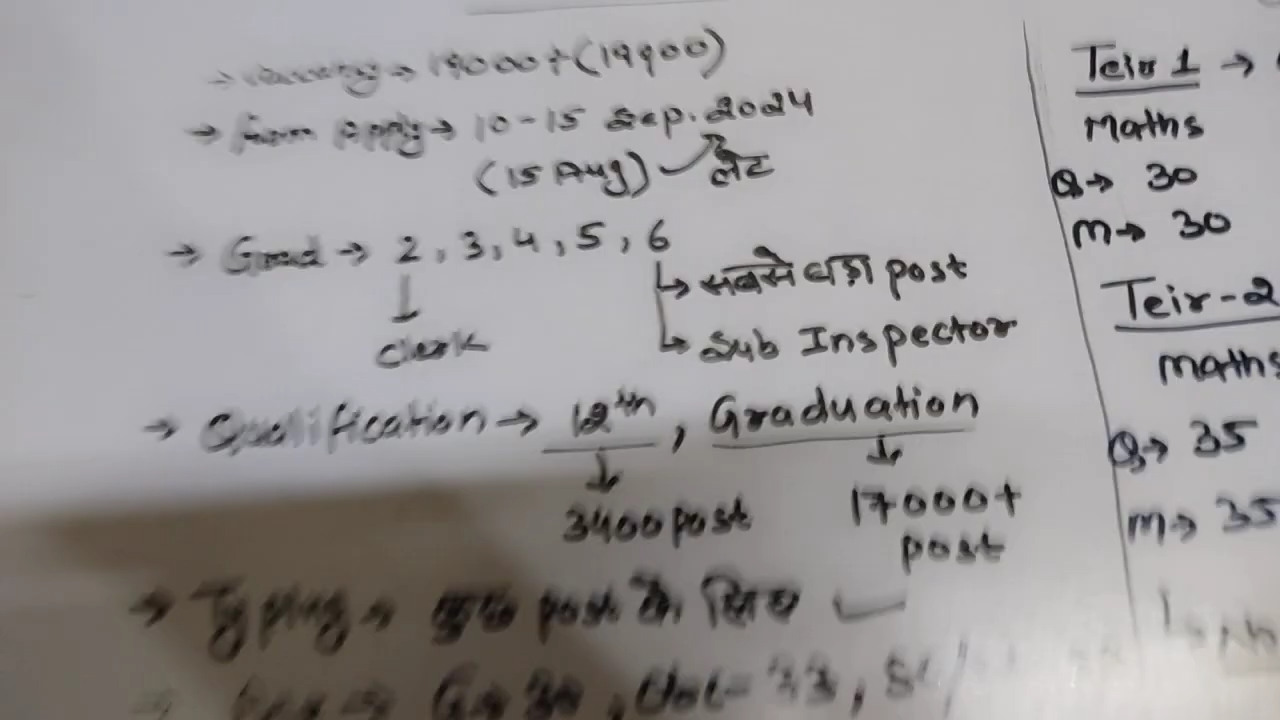 → Vacancy → 19000+(19900)
→ form Apply → 10-15 Sep. 2024
(15 Aug) लेट
→ Grad → 2, 3, 4, 5, 6
↳ सबसे बड़ा post
clerk
↳ Sub Inspector
→ Qualification → 12th, Graduation
3400 post
17000+
post
→ Typing → कुछ post के लिए
Teir 1 →
Maths
Q → 30
m → 30
Teir-2
maths
Q → 35
m → 35